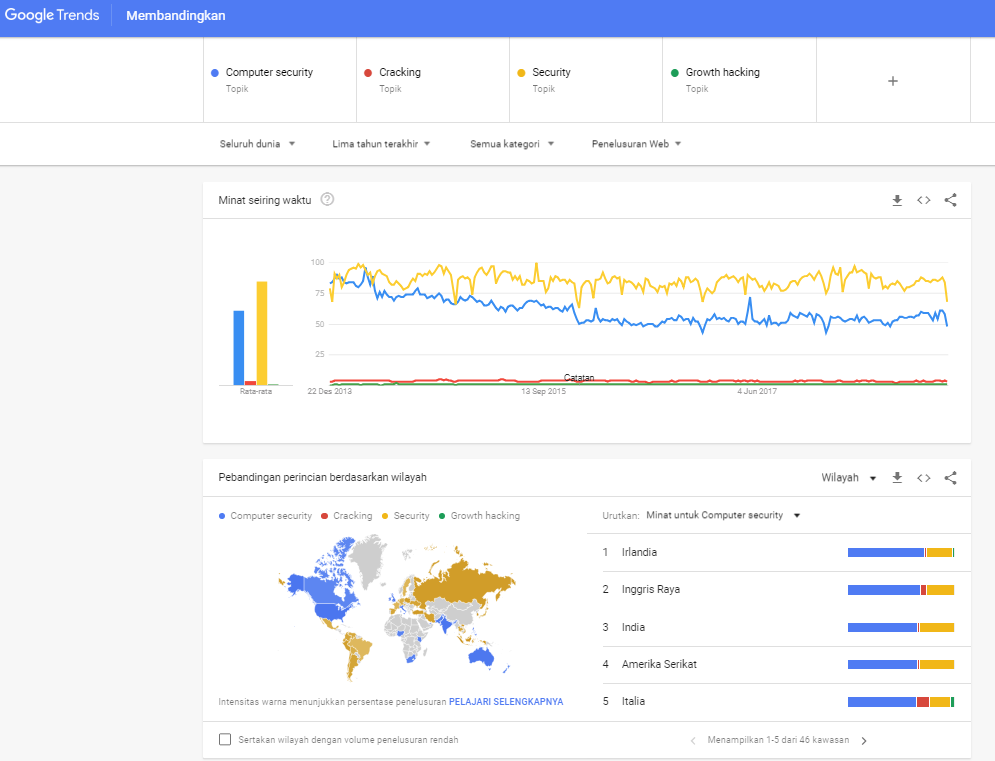 Google Trends Membandingkan
Computer security
Topik
Cracking
Topik
Security
Topik
Growth hacking
Topik
+
Seluruh dunia
Lima tahun terakhir
Semua kategori
Penelusuran Web
Minat seiring waktu ?
100
75
50
25
Catatan
Rata-rata
22 Des 2013
13 Sep 2015
4 Jun 2017
Pebandingan perincian berdasarkan wilayah
Wilayah
Computer security Cracking Security Growth hacking
Urutkan: Minat untuk Computer security
1 Irlandia
2 Inggris Raya
3 India
4 Amerika Serikat
5 Italia
Intensitas warna menunjukkan persentase penelusuran PELAJARI SELENGKAPNYA
Sertakan wilayah dengan volume penelusuran rendah
Menampilkan 1-5 dari 46 kawasan